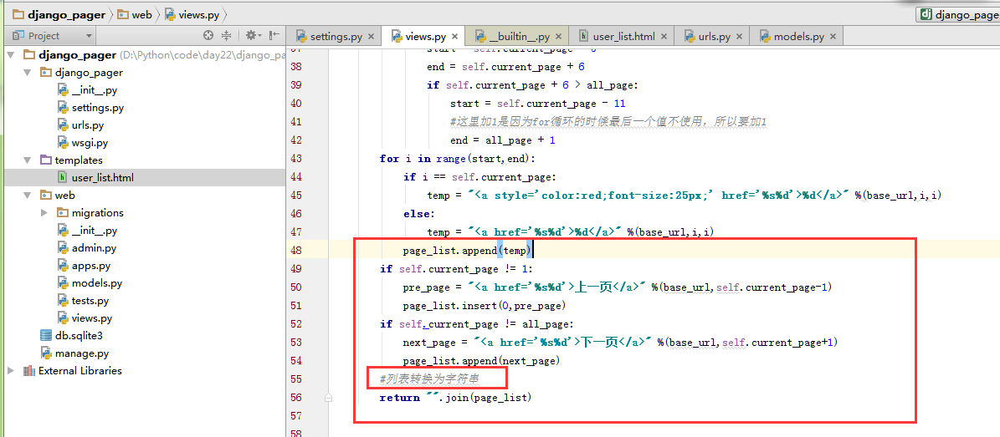 django_pager web views.py
django_pager
Project
settings.py views.py __builtin__.py user_list.html urls.py models.py
django_pager (D:\Python\code\day22\django_pa
django_pager
__init__.py
settings.py
urls.py
wsgi.py
templates
user_list.html
web
migrations
__init__.py
admin.py
apps.py
models.py
tests.py
views.py
db.sqlite3
manage.py
External Libraries
38 end = self.current_page + 6
39 if self.current_page + 6 > all_page:
40 start = self.current_page - 11
41 #这里加1是因为for循环的时候最后一个值不使用，所以要加1
42 end = all_page + 1
43 for i in range(start,end):
44 if i == self.current_page:
45 temp = "<a style='color:red;font-size:25px;' href='%s%d'>%d</a>" %(base_url,i,i)
46 else:
47 temp = "<a href='%s%d'>%d</a>" %(base_url,i,i)
48 page_list.append(temp)
49 if self.current_page != 1:
50 pre_page = "<a href='%s%d'>上一页</a>" %(base_url,self.current_page-1)
51 page_list.insert(0,pre_page)
52 if self.current_page != all_page:
53 next_page = "<a href='%s%d'>下一页</a>" %(base_url,self.current_page+1)
54 page_list.append(next_page)
55 #列表转换为字符串
56 return "".join(page_list)
57
58